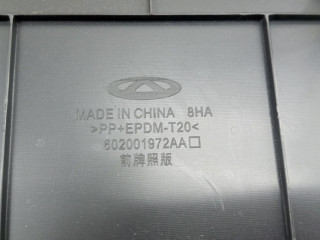 MADE IN CHINA 8HA
>PP+EPDM-T20<
602001972AA□
前牌照版